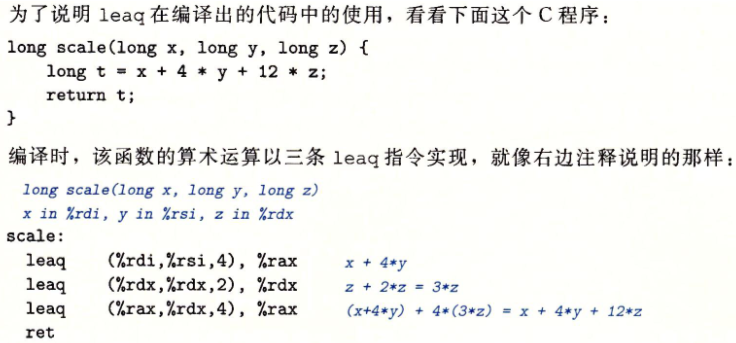 为了说明 leaq 在编译出的代码中的使用，看看下面这个 C 程序：
long scale(long x, long y, long z) {
    long t = x + 4 * y + 12 * z;
    return t;
}
编译时，该函数的算术运算以三条 leaq 指令实现，就像右边注释说明的那样：
long scale(long x, long y, long z)
x in %rdi, y in %rsi, z in %rdx
scale:
leaq (%rdi,%rsi,4), %rax x + 4*y
leaq (%rdx,%rdx,2), %rdx z + 2*z = 3*z
leaq (%rax,%rdx,4), %rax (x+4*y) + 4*(3*z) = x + 4*y + 12*z
ret